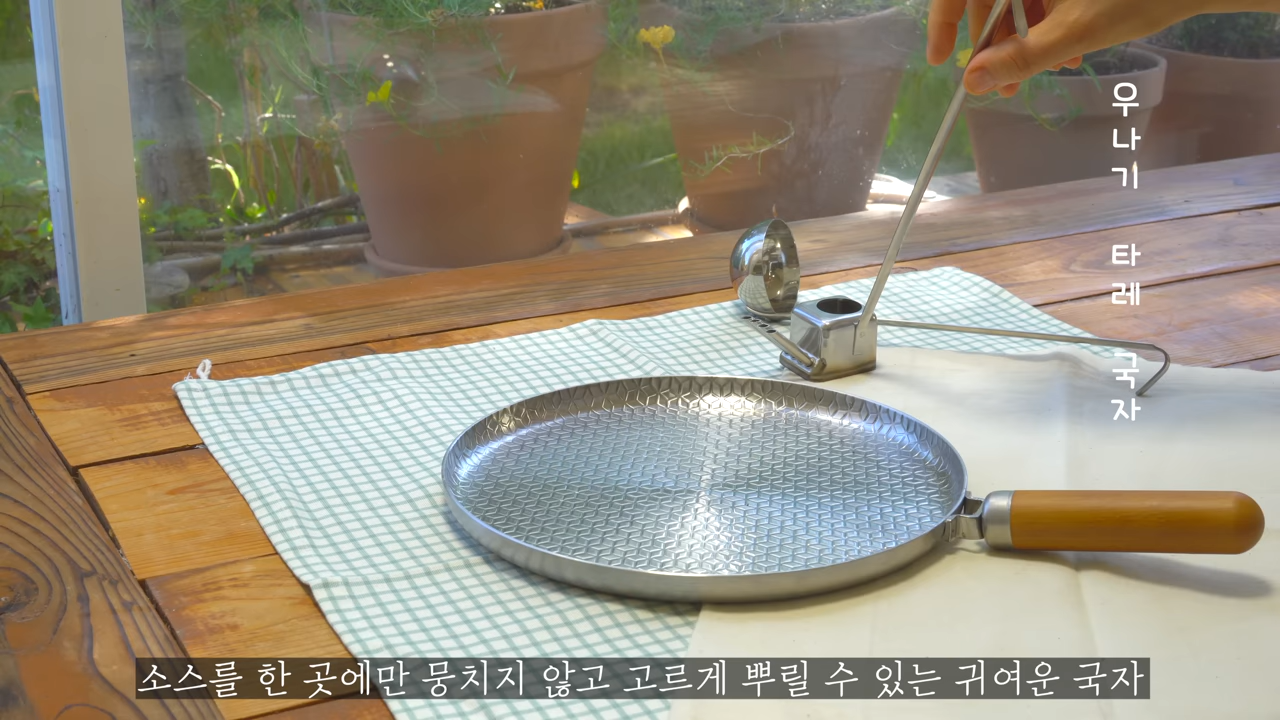 우나기 타레 국자
소스를 한 곳에만 뭉치지 않고 고르게 뿌릴 수 있는 귀여운 국자